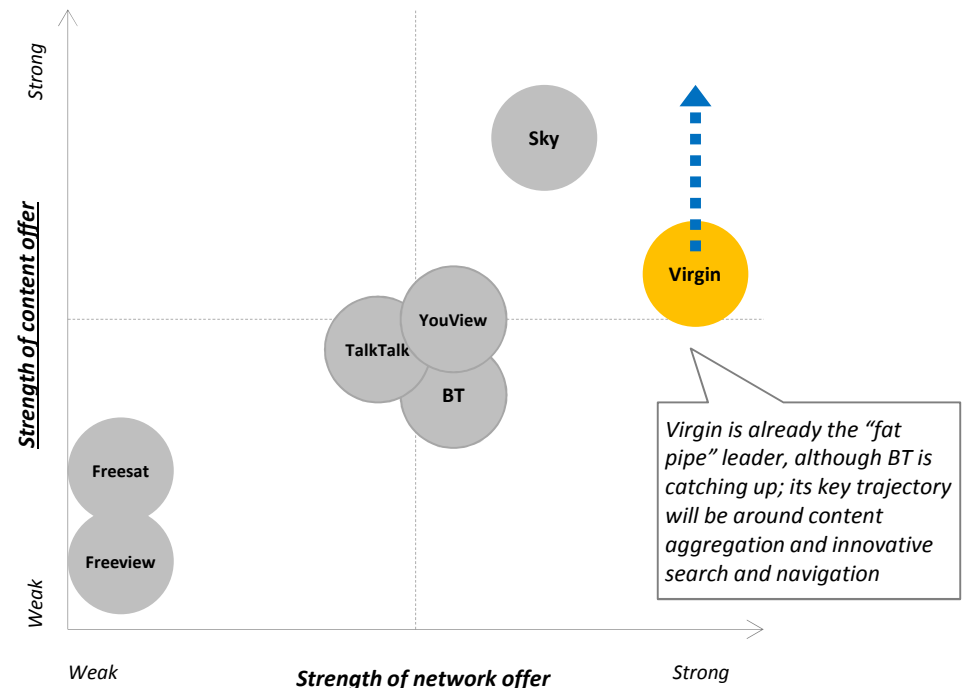 Strong
Sky
Virgin
Strength of content offer
YouView
TalkTalk
BT
Virgin is already the “fat
pipe” leader, although BT is
catching up; its key trajectory
will be around content
aggregation and innovative
search and navigation
Freesat
Freeview
Weak
Weak
Strength of network offer
Strong